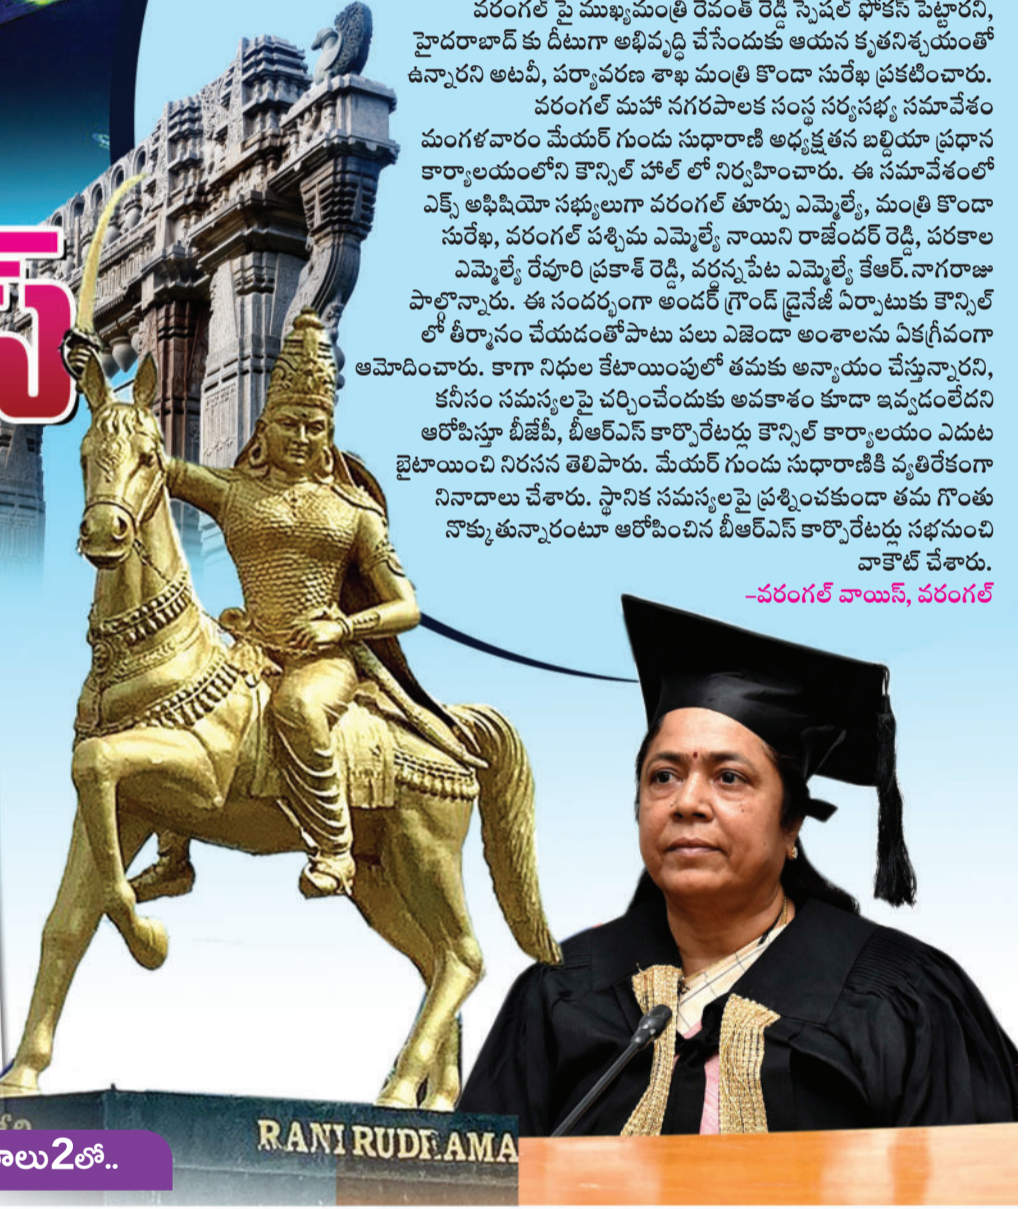 వరంగల్ పై ముఖ్యమంత్రి రేవంత్ రెడ్డి స్పెషల్ ఫోకస్ పెట్టారని,
హైదరాబాద్ కు దీటుగా అభివృద్ధి చేసేందుకు ఆయన కృతనిశ్చయంతో
ఉన్నారని అటవీ, పర్యావరణ శాఖ మంత్రి కొండా సురేఖ ప్రకటించారు.
వరంగల్ మహా నగరపాలక సంస్థ సర్యసభ్య సమావేశం
మంగళవారం మేయర్ గుండు సుధారాణి అధ్యక్షతన బల్దియా ప్రధాన
కార్యాలయంలోని కౌన్సిల్ హాల్ లో నిర్వహించారు. ఈ సమావేశంలో
ఎక్స్ అఫిషియో సభ్యులుగా వరంగల్ తూర్పు ఎమ్మెల్యే, మంత్రి కొండా
సురేఖ, వరంగల్ పశ్చిమ ఎమ్మెల్యే నాయిని రాజేందర్ రెడ్డి, పరకాల
ఎమ్మెల్యే రేవూరి ప్రకాశ్ రెడ్డి, వర్ధన్నపేట ఎమ్మెల్యే కేఆర్.నాగరాజు
పాల్గొన్నారు. ఈ సందర్భంగా అండర్ గ్రౌండ్ డ్రైనేజీ ఏర్పాటుకు కౌన్సిల్
లో తీర్మానం చేయడంతోపాటు పలు ఎజెండా అంశాలను ఏకగ్రీవంగా
ఆమోదించారు. కాగా నిధుల కేటాయింపులో తమకు అన్యాయం చేస్తున్నారని,
కనీసం సమస్యలపై చర్చించేందుకు అవకాశం కూడా ఇవ్వడంలేదని
ఆరోపిస్తూ బీజేపీ, బీఆర్ఎస్ కార్పొరేటర్లు కౌన్సిల్ కార్యాలయం ఎదుట
బైటాయించి నిరసన తెలిపారు. మేయర్ గుండు సుధారాణికి వ్యతిరేకంగా
నినాదాలు చేశారు. స్థానిక సమస్యలపై ప్రశ్నించకుండా తమ గొంతు
నొక్కుతున్నారంటూ ఆరోపించిన బీఆర్ఎస్ కార్పొరేటర్లు సభనుంచి
వాకౌట్ చేశారు.
-వరంగల్ వాయిస్, వరంగల్
RANI RUDRAMA
2లో..